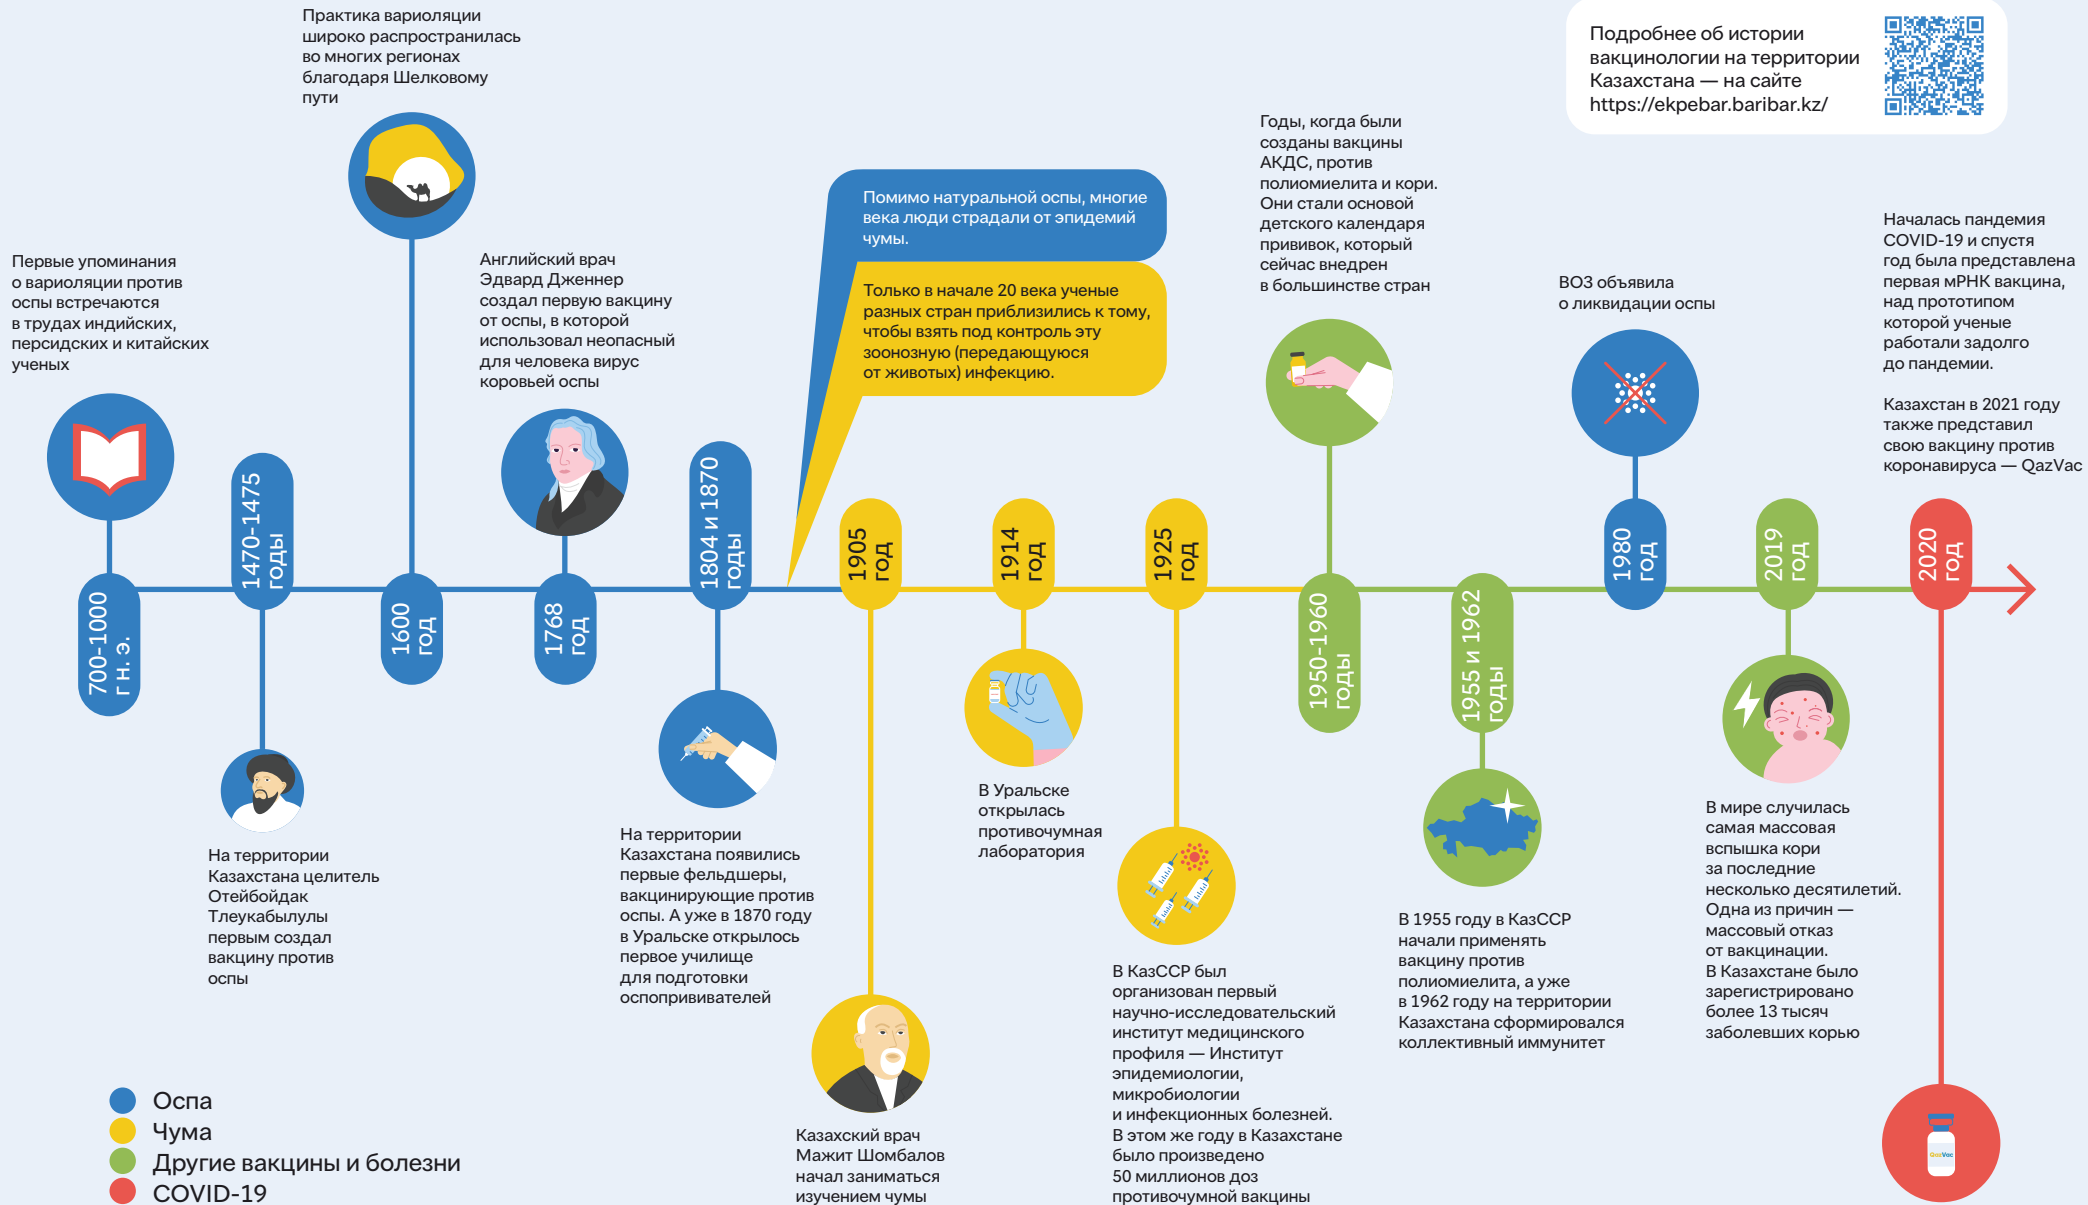 Практика вариоляции
широко распространилась
во многих регионах
благодаря Шелковому
пути
Подробнее об истории
вакцинологии на территории
Казахстана — на сайте
https://ekpebar.baribar.kz/
Первые упоминания
о вариоляции против
оспы встречаются
в трудах индийских,
персидских и китайских
ученых
Английский врач
Эдвард Дженнер
создал первую вакцину
от оспы, в которой
использовал неопасный
для человека вирус
коровьей оспы
Помимо натуральной оспы, многие
века люди страдали от эпидемий
чумы.
Только в начале 20 века ученые
разных стран приблизились к тому,
чтобы взять под контроль эту
зоонозную (передающуюся
от животых) инфекцию.
Годы, когда были
созданы вакцины
АКДС, против
полиомиелита и кори.
Они стали основой
детского календаря
прививок, который
сейчас внедрен
в большинстве стран
ВОЗ объявила
о ликвидации оспы
Началась пандемия
COVID-19 и спустя
год была представлена
первая мРНК вакцина,
над прототипом
которой ученые
работали задолго
до пандемии.
Казахстан в 2021 году
также представил
свою вакцину против
коронавируса — QazVac
700-1000
г н. э.
1470-1475
годы
1600
год
1768
год
1804 и 1870
годы
1905
год
1914
год
1925
год
1950-1960
годы
1955 и 1962
годы
1980
год
2019
год
2020
год
На территории
Казахстана целитель
Отейбойдак
Тлеукабылулы
первым создал
вакцину против
оспы
На территории
Казахстана появились
первые фельдшеры,
вакцинирующие против
оспы. А уже в 1870 году
в Уральске открылось
первое училище
для подготовки
оспопрививателей
Казахский врач
Мажит Шомбалов
начал заниматься
изучением чумы
В Уральске
открылась
противочумная
лаборатория
В КазССР был
организован первый
научно-исследовательский
институт медицинского
профиля — Институт
эпидемиологии,
микробиологии
и инфекционных болезней.
В этом же году в Казахстане
было произведено
50 миллионов доз
противочумной вакцины
В 1955 году в КазССР
начали применять
вакцину против
полиомиелита, а уже
в 1962 году на территории
Казахстана сформировался
коллективный иммунитет
В мире случилась
самая массовая
вспышка кори
за последние
несколько десятилетий.
Одна из причин —
массовый отказ
от вакцинации.
В Казахстане было
зарегистрировано
более 13 тысяч
заболевших корью
QazVac
Оспа
Чума
Другие вакцины и болезни
COVID-19